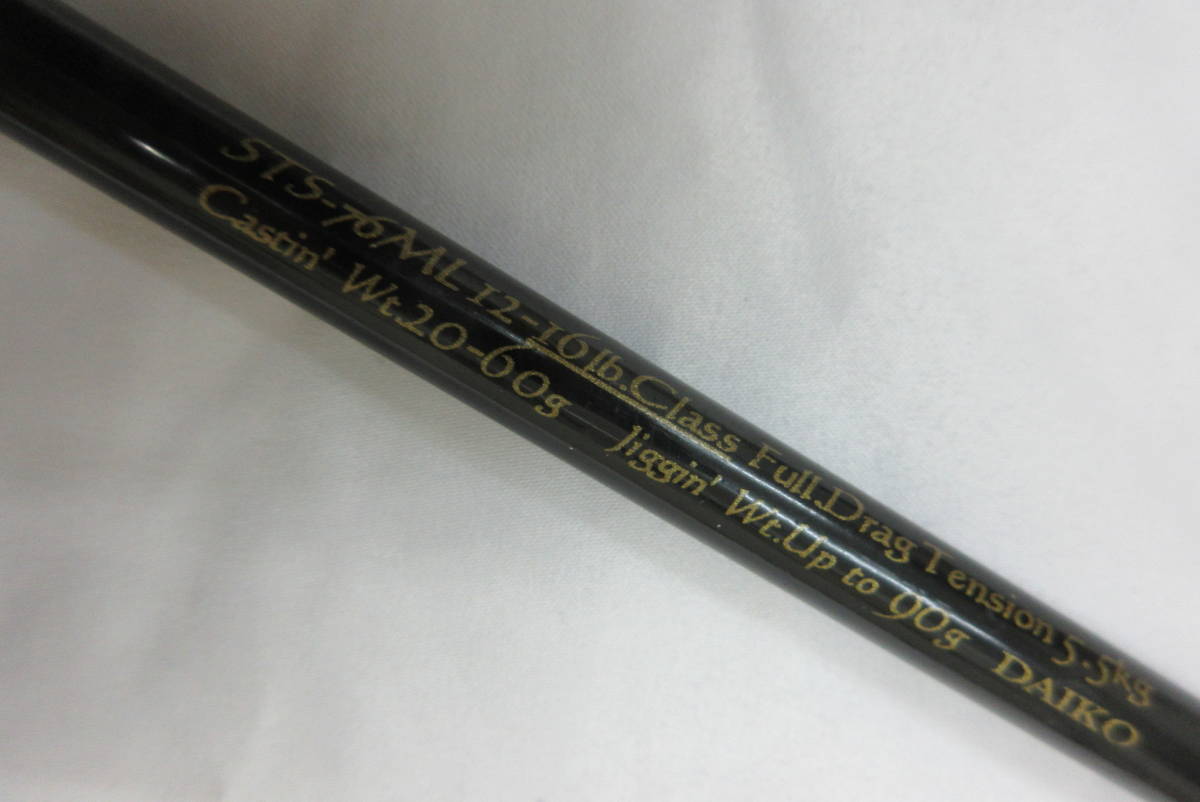 STS-76ML 12-16lb.Class Full.Drag Tension 5.5kg
Castin' Wt.20-60g Jiggin' Wt.Up to 90g DAIKO